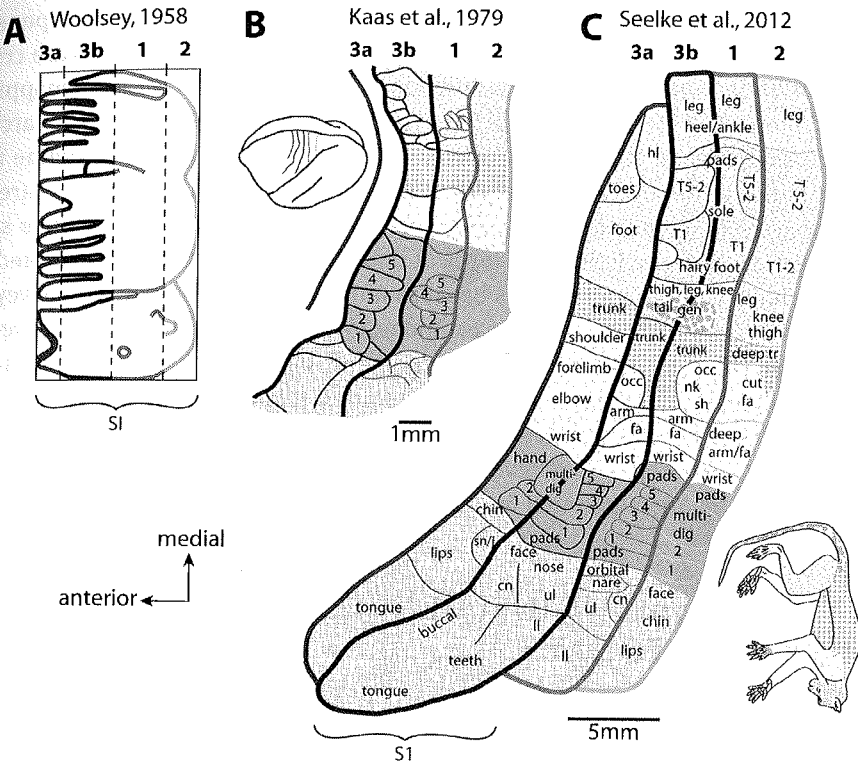 A
Woolsey, 1958
3a 3b 1 2
SI
B
Kaas et al., 1979
3a 3b 1 2
5
4
3
2
1
5
4
3
2
1
1mm
C
Seelke et al., 2012
3a 3b 1 2
leg
leg
leg
heel/ankle
hl
pads
toes
T5-2
T5-2
T5-2
sole
foot
T1
T1
hairy foot
T1-2
thigh, leg, knee
leg
trunk
tail
gen
knee
thigh
shoulder
trunk
trunk
deep tr
forelimb
occ
occ
elbow
nk
cut
sh
fa
arm
arm
fa
fa
deep
arm/fa
wrist
wrist
wrist
wrist
hand
multi-
dig
pads
pads
5
4
3
2
1
5
4
3
2
1
2
1
multi-
dig
2
1
chin
pads
pads
sn/l
face
orbital
lips
nose
nare
face
cn
ul
ul
cn
chin
tongue
buccal
ll
ll
lips
teeth
tongue
medial
anterior
5mm
S1